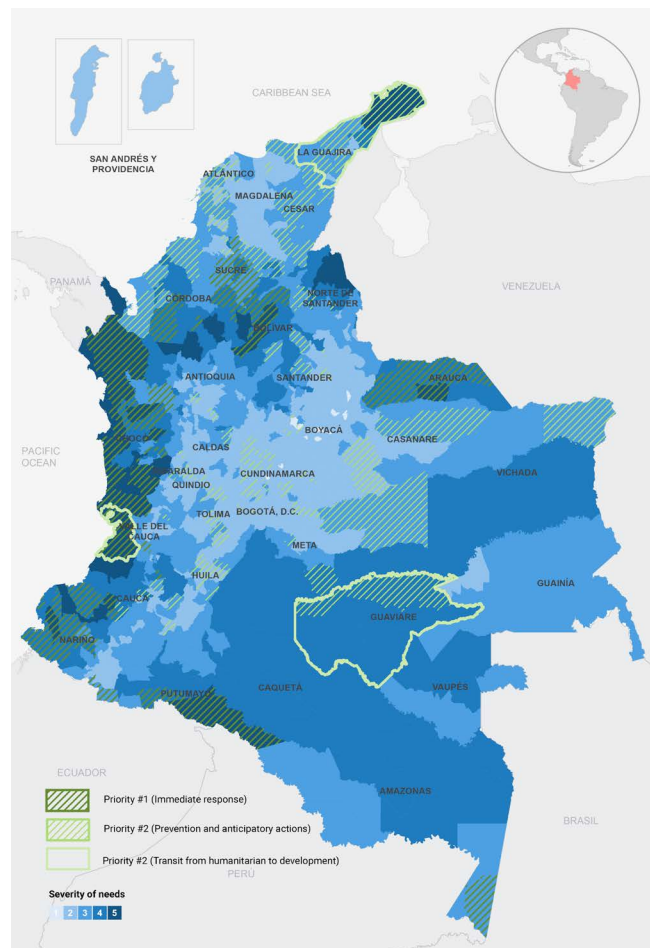 CARIBBEAN SEA
SAN ANDRÉS Y
PROVIDENCIA
LA GUAJIRA
ATLÁNTICO
MAGDALENA
CESAR
SUCRE
PANAMÁ
VENEZUELA
NORTE DE
SANTANDER
CÓRDOBA
BOLÍVAR
ANTIOQUIA
SANTANDER
ARAUCA
BOYACÁ
CHOCÓ
CASANARE
PACIFIC
OCEAN
CALDAS
RISARALDA
CUNDINAMARCA
VICHADA
QUINDIO
TOLIMA
BOGOTÁ, D.C.
VALLE DEL
CAUCA
META
HUILA
GUAINÍA
CAUCA
GUAVIARE
NARIÑO
CAQUETÁ
VAUPÉS
PUTUMAYO
ECUADOR
AMAZONAS
BRASIL
Priority #1 (Immediate response)
Priority #2 (Prevention and anticipatory actions)
Priority #2 (Transit from humanitarian to development)
PERÚ
Severity of needs
1 2 3 4 5